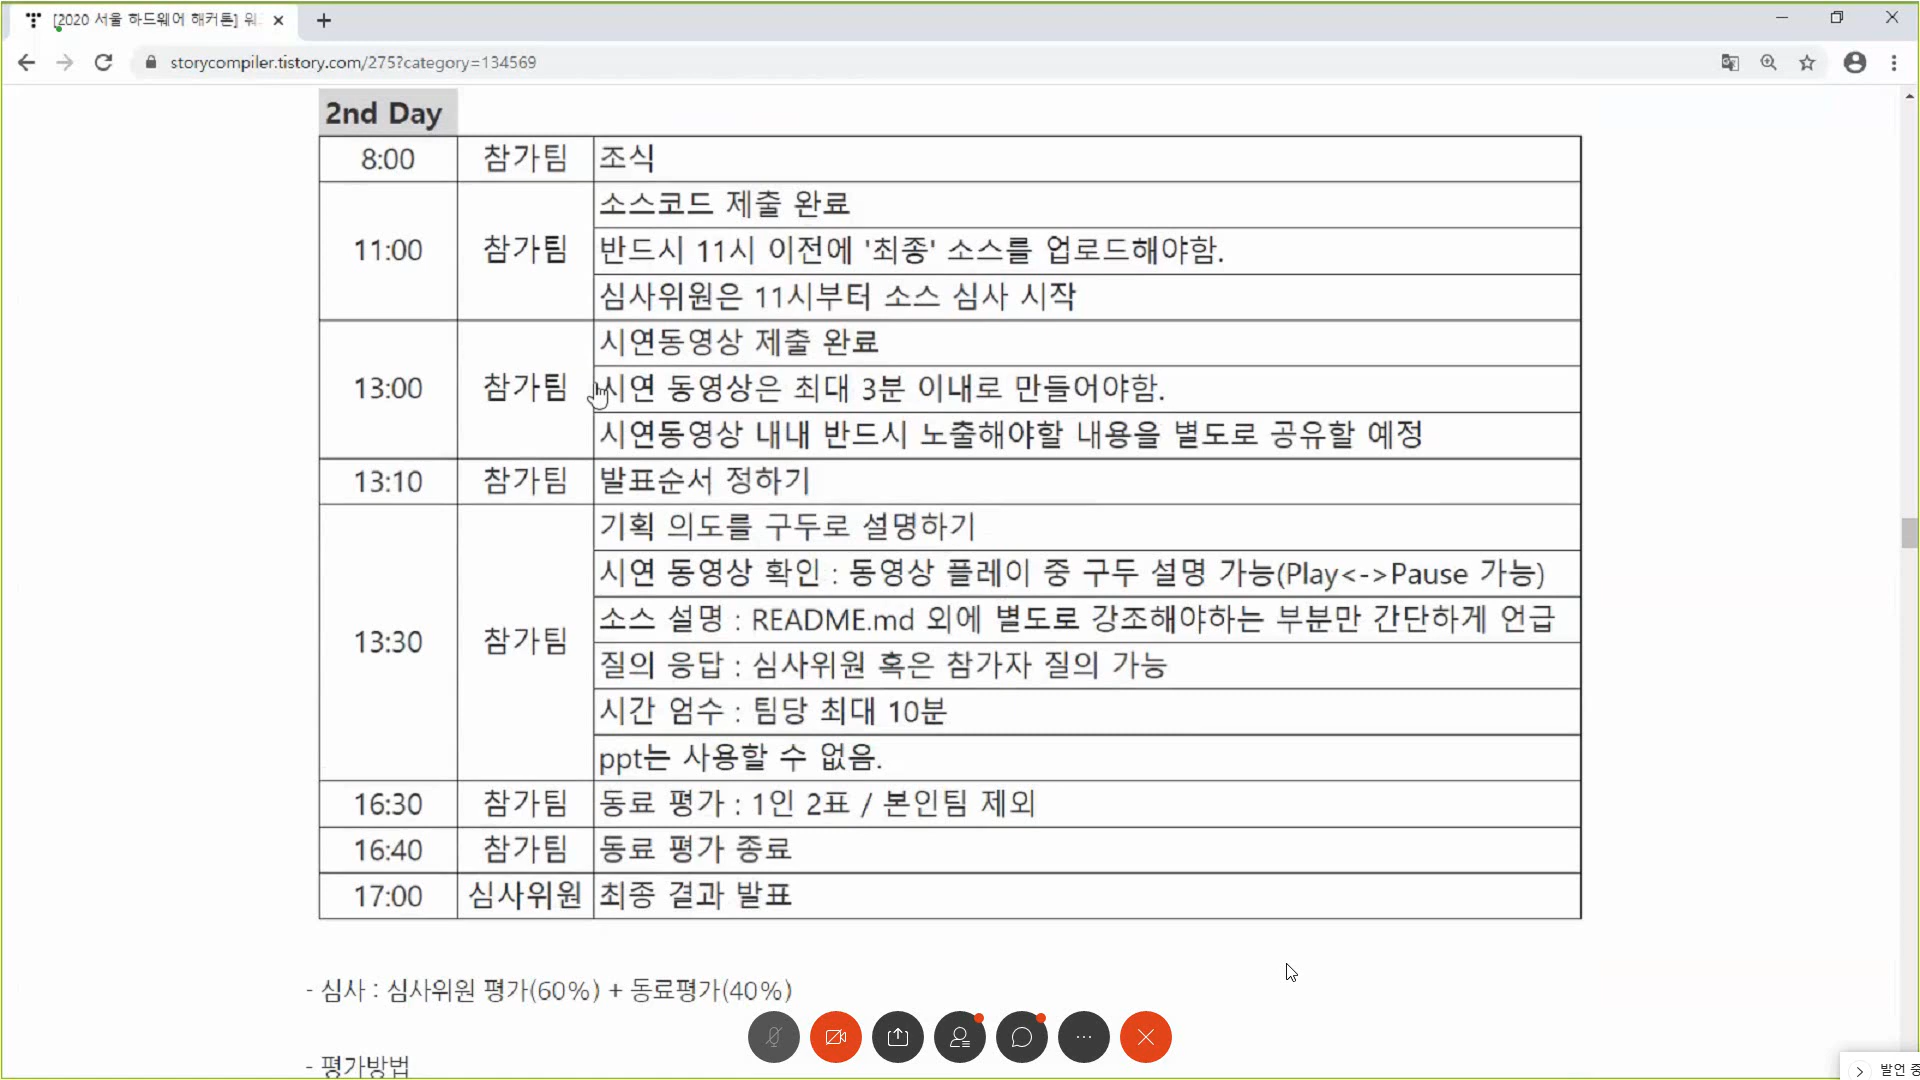 [2020 서울 하드웨어 해커톤] 워
storycompiler.tistory.com/275?category=134569
2nd Day
8:00 참가팀 조식
소스코드 제출 완료
11:00 참가팀 반드시 11시 이전에 '최종' 소스를 업로드해야함.
심사위원은 11시부터 소스 심사 시작
시연동영상 제출 완료
13:00 참가팀 시연 동영상은 최대 3분 이내로 만들어야함.
시연동영상 내내 반드시 노출해야할 내용을 별도로 공유할 예정
13:10 참가팀 발표순서 정하기
기획 의도를 구두로 설명하기
시연 동영상 확인 : 동영상 플레이 중 구두 설명 가능(Play<->Pause 가능)
소스 설명 : README.md 외에 별도로 강조해야하는 부분만 간단하게 언급
13:30 참가팀 질의 응답 : 심사위원 혹은 참가자 질의 가능
시간 엄수 : 팀당 최대 10분
ppt는 사용할 수 없음.
16:30 참가팀 동료 평가 : 1인 2표 / 본인팀 제외
16:40 참가팀 동료 평가 종료
17:00 심사위원 최종 결과 발표
- 심사 : 심사위원 평가(60%) + 동료평가(40%)
- 평가방법
발언 중